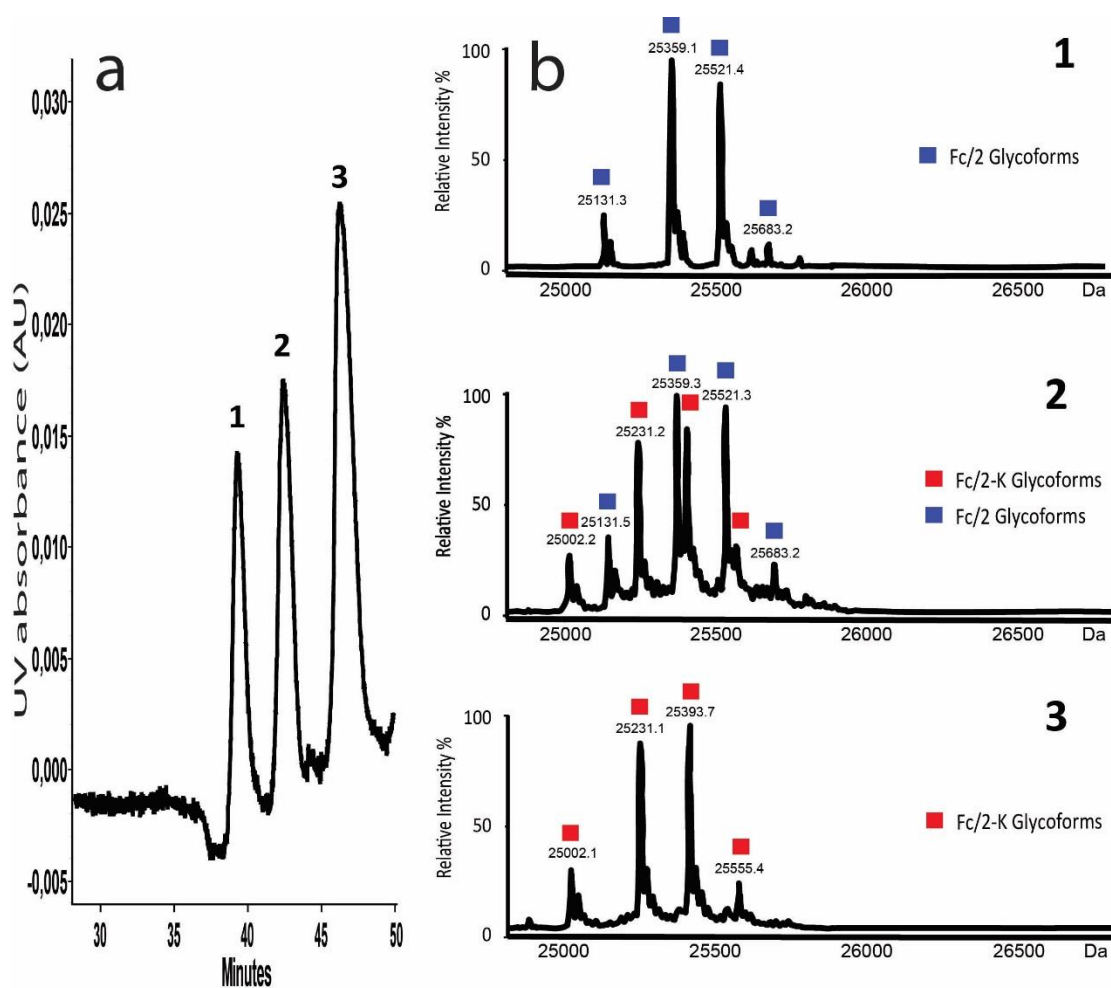 a
UV absorbance (AU)
0,030
0,025
0,020
0,015
0,010
0,005
0,000
-0,005
1
2
3
30 35 40 45 50
Minutes
b
1
Relative Intensity %
100
50
0
25131.3
25359.1
25521.4
25683.2
Fc/2 Glycoforms
25000 25500 26000 26500 Da
2
Relative Intensity %
100
50
0
25002.2
25131.5
25231.2
25359.3
25521.3
25683.2
Fc/2-K Glycoforms
Fc/2 Glycoforms
25000 25500 26000 26500 Da
3
Relative Intensity %
100
50
0
25002.1
25231.1
25393.7
25555.4
Fc/2-K Glycoforms
25000 25500 26000 26500 Da